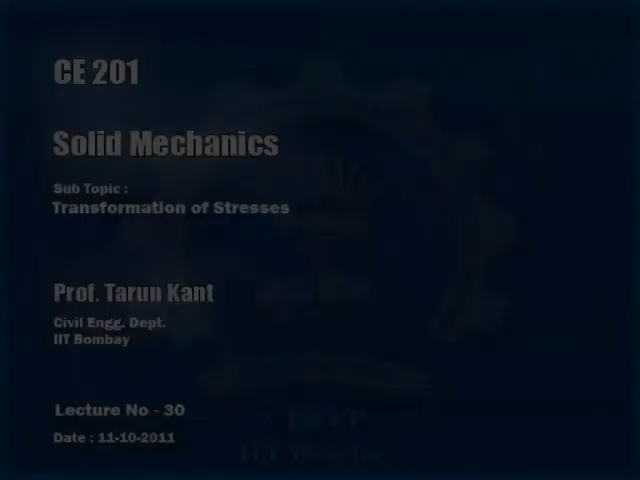 CE 201
Solid Mechanics
Sub Topic :
Transformation of Stresses
Prof. Tarun Kant
Civil Engg. Dept.
IIT Bombay
Lecture No - 30
Date : 11-10-2011